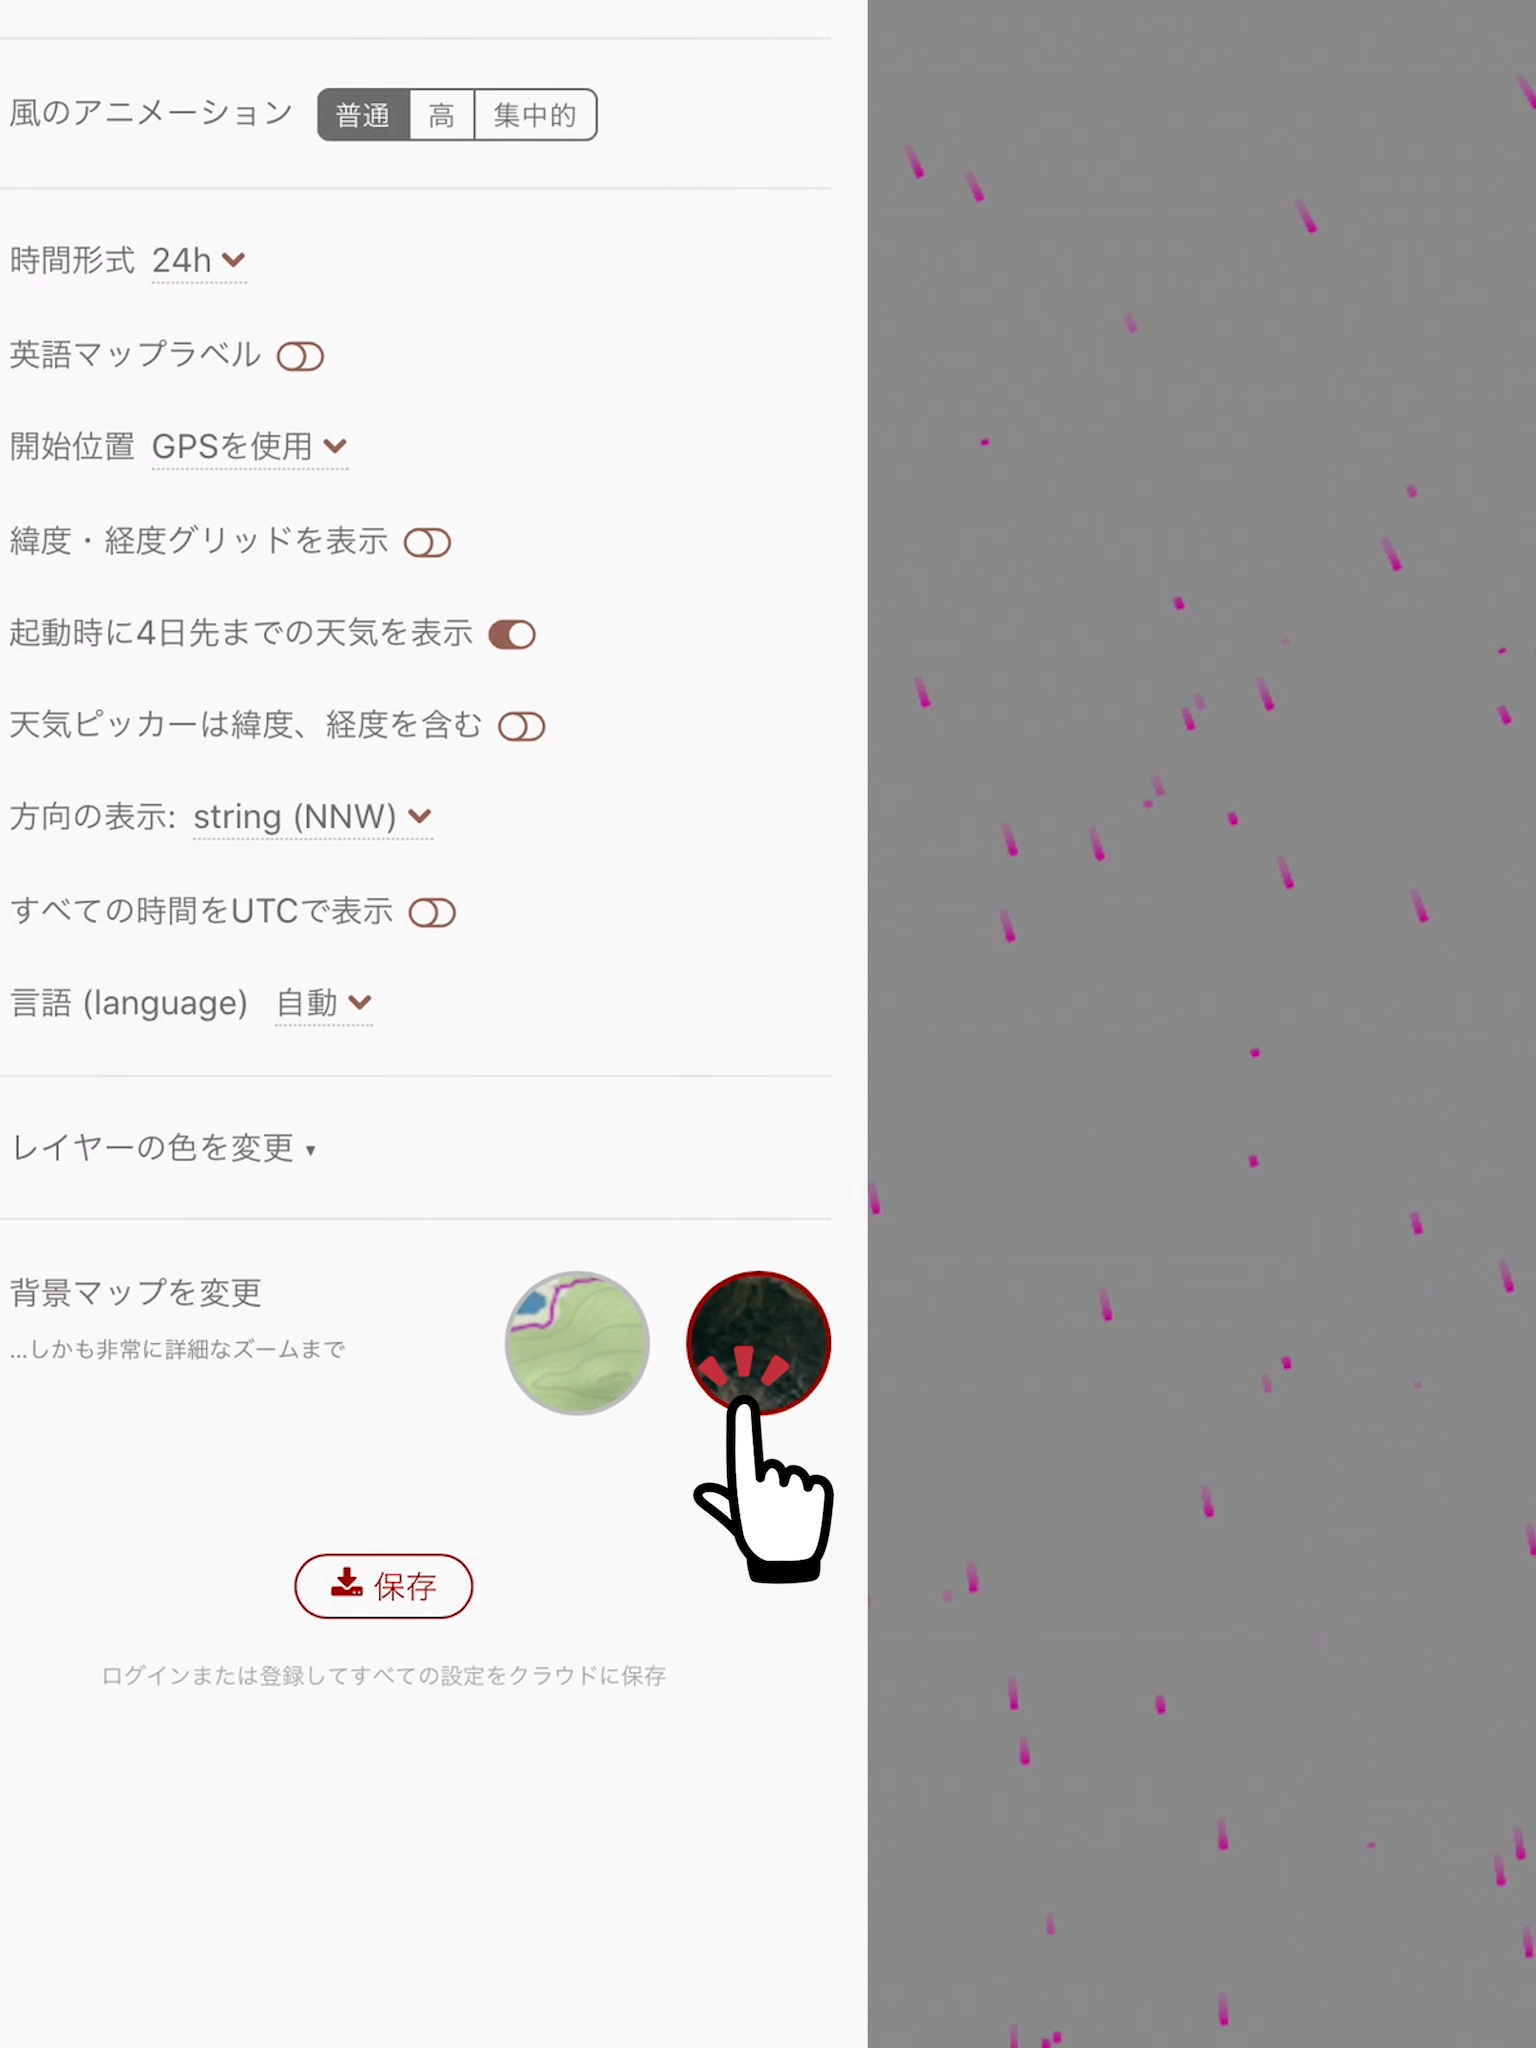 風のアニメーション 普通 高 集中的
時間形式 24h
英語マップラベル
開始位置 GPSを使用
緯度・経度グリッドを表示
起動時に4日先までの天気を表示
天気ピッカーは緯度、経度を含む
方向の表示: string (NNW)
すべての時間をUTCで表示
言語 (language) 自動
レイヤーの色を変更 ▾
背景マップを変更
...しかも非常に詳細なズームまで
保存
ログインまたは登録してすべての設定をクラウドに保存